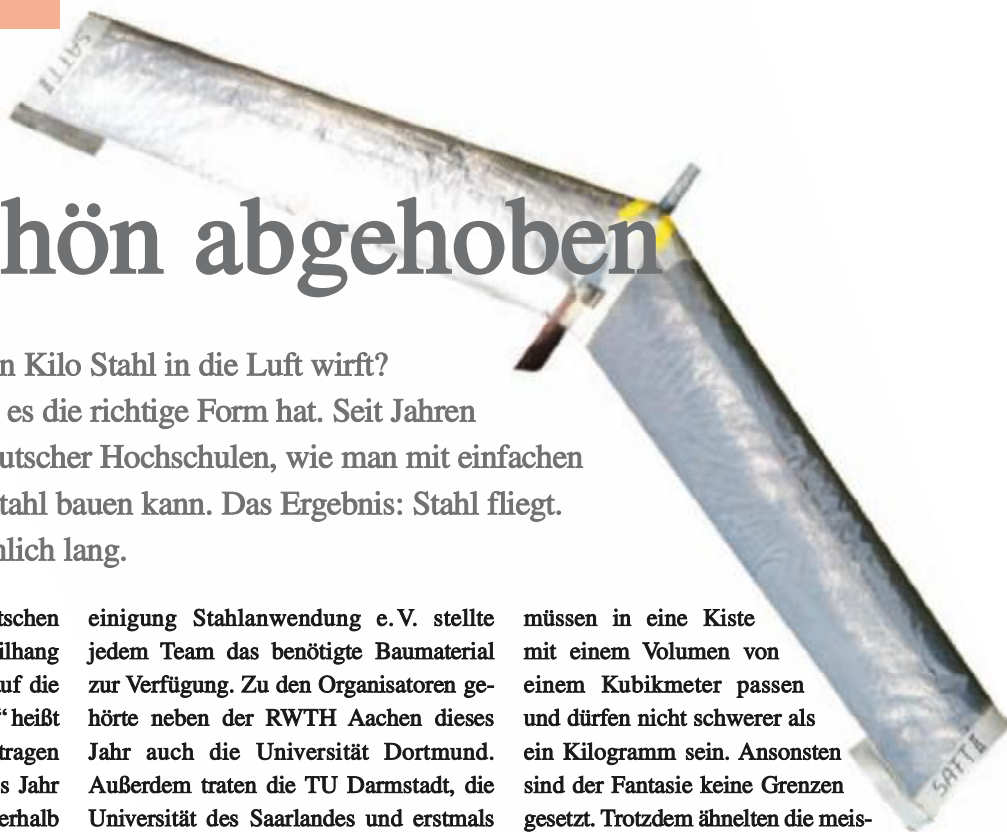 SAFT II
hön abgehoben
n Kilo Stahl in die Luft wirft?
es die richtige Form hat. Seit Jahren
utscher Hochschulen, wie man mit einfachen
tahl bauen kann. Das Ergebnis: Stahl fliegt.
nlich lang.
tschen
ilhang
uf die
“ heißt
tragen
s Jahr
erhalb
einigung Stahlanwendung e. V. stellte
jedem Team das benötigte Baumaterial
zur Verfügung. Zu den Organisatoren ge-
hörte neben der RWTH Aachen dieses
Jahr auch die Universität Dortmund.
Außerdem traten die TU Darmstadt, die
Universität des Saarlandes und erstmals
müssen in eine Kiste
mit einem Volumen von
einem Kubikmeter passen
und dürfen nicht schwerer als
ein Kilogramm sein. Ansonsten
sind der Fantasie keine Grenzen
gesetzt. Trotzdem ähnelten die meis-
SAFT II